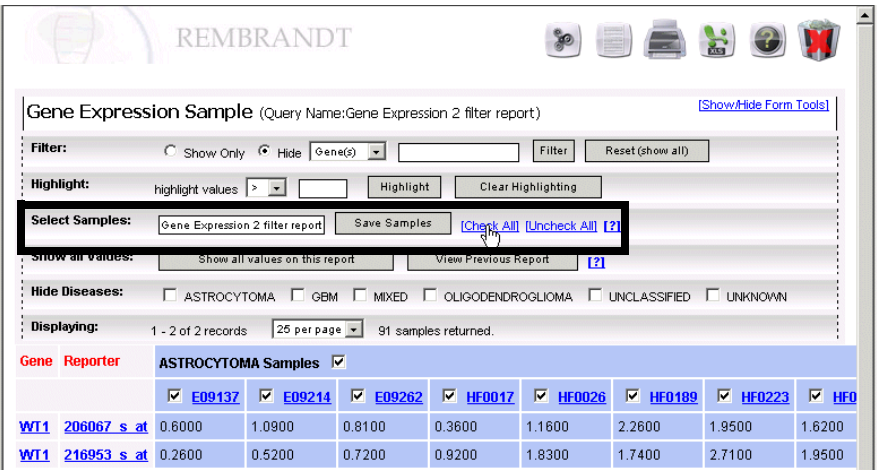 REMBRANDT
XLS
Gene Expression Sample (Query Name:Gene Expression 2 filter report)
[Show/Hide Form Tools]
Filter: Show Only Hide Gene(s) Filter Reset (show all)
Highlight: highlight values > Highlight Clear Highlighting
Select Samples: Gene Expression 2 filter report Save Samples [Check All] [Uncheck All] [?]
Show all Values: Show all values on this report View Previous Report [?]
Hide Diseases: ASTROCYTOMA GBM MIXED OLIGODENDROGLIOMA UNCLASSIFIED UNKNOWN
Displaying: 1 - 2 of 2 records 25 per page 91 samples returned.
Gene Reporter ASTROCYTOMA Samples
E09137 E09214 E09262 HF0017 HF0026 HF0189 HF0223 HF0
WT1 206067_s_at 0.6000 1.0900 0.8100 0.3600 1.1600 2.2600 1.9500 1.6200
WT1 216953_s_at 0.2600 0.5200 0.7200 0.9200 1.8300 1.7400 2.7100 1.9500